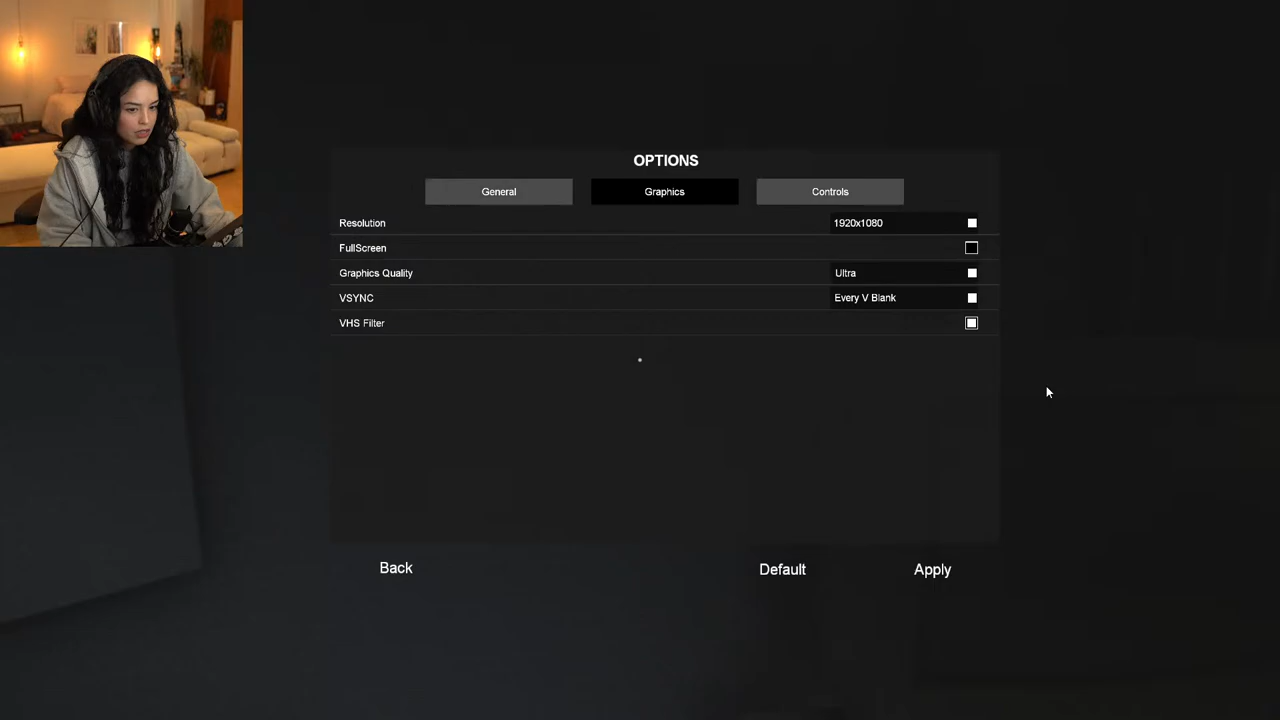 OPTIONS
General Graphics Controls
Resolution 1920x1080
FullScreen
Graphics Quality Ultra
VSYNC Every V Blank
VHS Filter
Back Default Apply